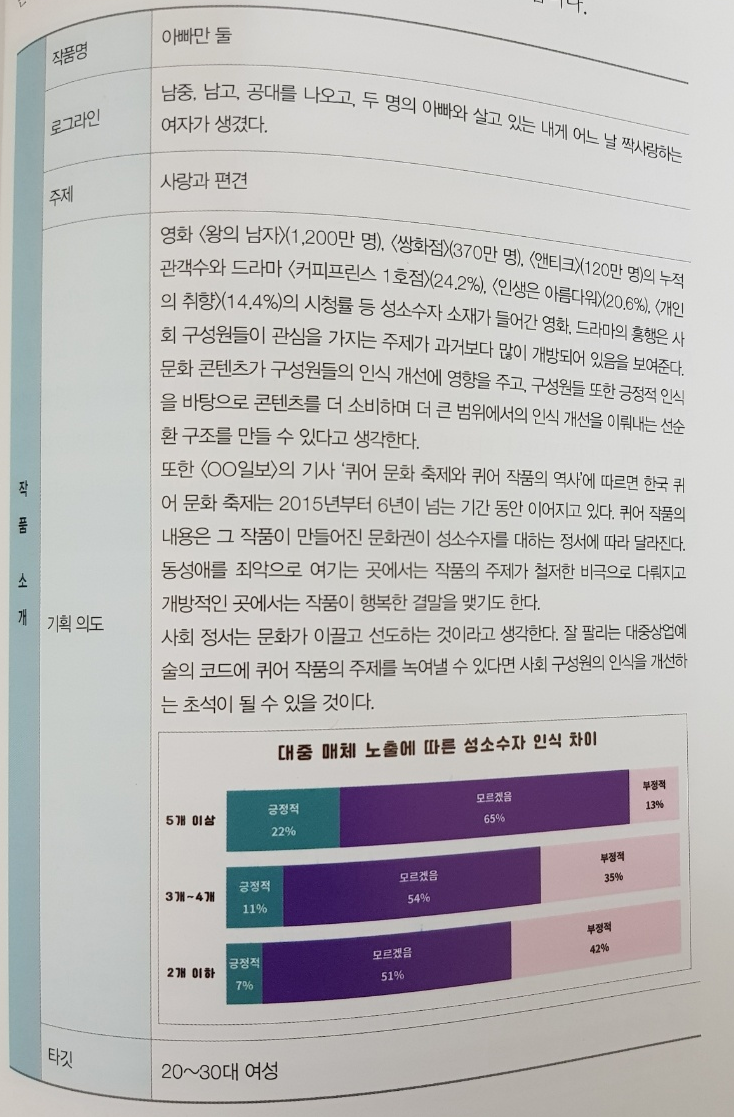 작품 소개
작품명
아빠만 둘
로그라인
남중, 남고, 공대를 나오고, 두 명의 아빠와 살고 있는 내게 어느 날 짝사랑하는
여자가 생겼다.
주제
사랑과 편견
기획 의도
영화 〈왕의 남자〉(1,200만 명), 〈쌍화점〉(370만 명), 〈앤티크〉(120만 명)의 누적
관객수와 드라마 〈커피프린스 1호점〉(24.2%), 〈인생은 아름다워〉(20.6%), 〈개인
의 취향〉(14.4%)의 시청률 등 성소수자 소재가 들어간 영화, 드라마의 흥행은 사
회 구성원들이 관심을 가지는 주제가 과거보다 많이 개방되어 있음을 보여준다.
문화 콘텐츠가 구성원들의 인식 개선에 영향을 주고, 구성원들 또한 긍정적 인식
을 바탕으로 콘텐츠를 더 소비하며 더 큰 범위에서의 인식 개선을 이뤄내는 선순
환 구조를 만들 수 있다고 생각한다.
또한 〈OO일보〉의 기사 ‘퀴어 문화 축제와 퀴어 작품의 역사’에 따르면 한국 퀴
어 문화 축제는 2015년부터 6년이 넘는 기간 동안 이어지고 있다. 퀴어 작품의
내용은 그 작품이 만들어진 문화권이 성소수자를 대하는 정서에 따라 달라진다.
동성애를 죄악으로 여기는 곳에서는 작품의 주제가 철저한 비극으로 다뤄지고
개방적인 곳에서는 작품이 행복한 결말을 맺기도 한다.
사회 정서는 문화가 이끌고 선도하는 것이라고 생각한다. 잘 팔리는 대중상업예
술의 코드에 퀴어 작품의 주제를 녹여낼 수 있다면 사회 구성원의 인식을 개선하
는 초석이 될 수 있을 것이다.
대중 매체 노출에 따른 성소수자 인식 차이
5개 이상
긍정적
22%
모르겠음
65%
부정적
13%
3개~4개
긍정적
11%
모르겠음
54%
부정적
35%
2개 이하
긍정적
7%
모르겠음
51%
부정적
42%
타깃
20~30대 여성